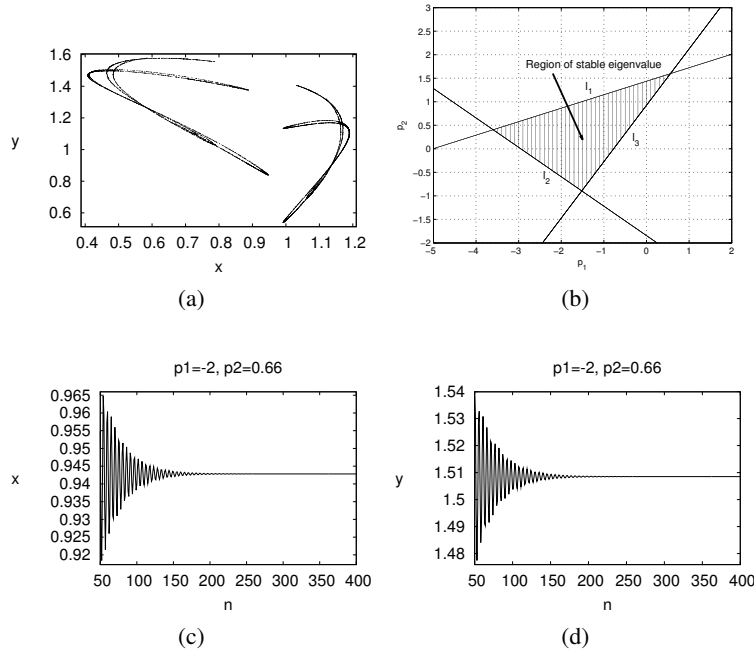 1.6
1.4
1.2
1
0.8
0.6
y
0.4 0.5 0.6 0.7 0.8 0.9 1 1.1 1.2
x
(a)
3
2.5
2
1.5
1
0.5
0
−0.5
−1
−1.5
−2
p2
Region of stable eigenvalue
l1
l3
l2
−5 −4 −3 −2 −1 0 1 2
p1
(b)
p1=-2, p2=0.66
0.965
0.96
0.955
0.95
0.945
0.94
0.935
0.93
0.925
0.92
x
50 100 150 200 250 300 350 400
n
(c)
p1=-2, p2=0.66
1.54
1.53
1.52
1.51
1.5
1.49
1.48
y
50 100 150 200 250 300 350 400
n
(d)